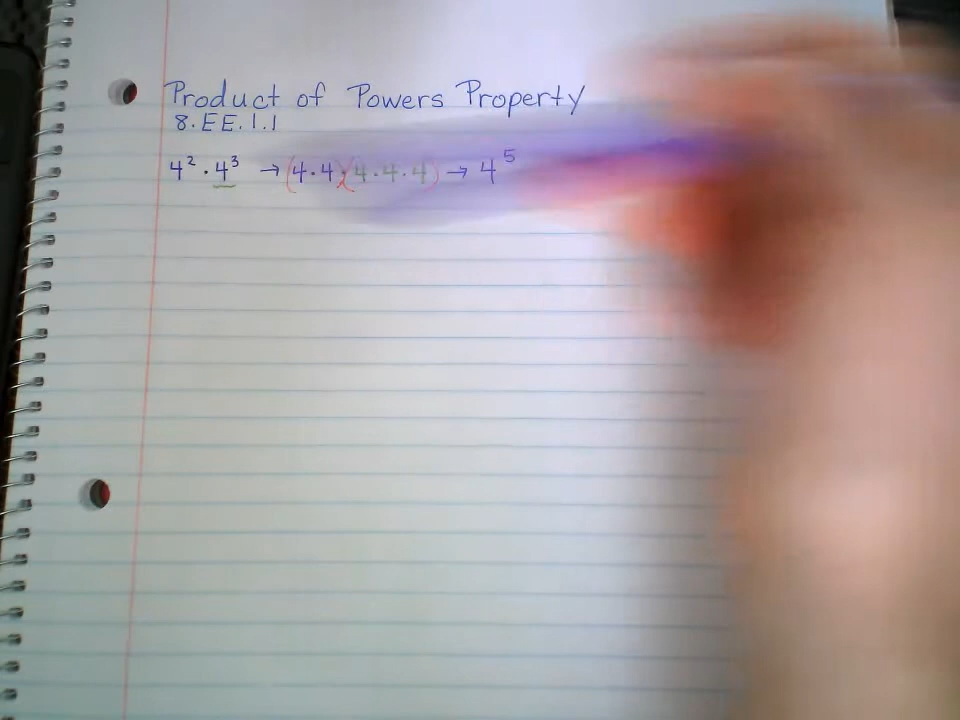 Product of Powers Property
8.EE.1.1
4² · 4³ → (4·4)(4·4·4) → 4⁵